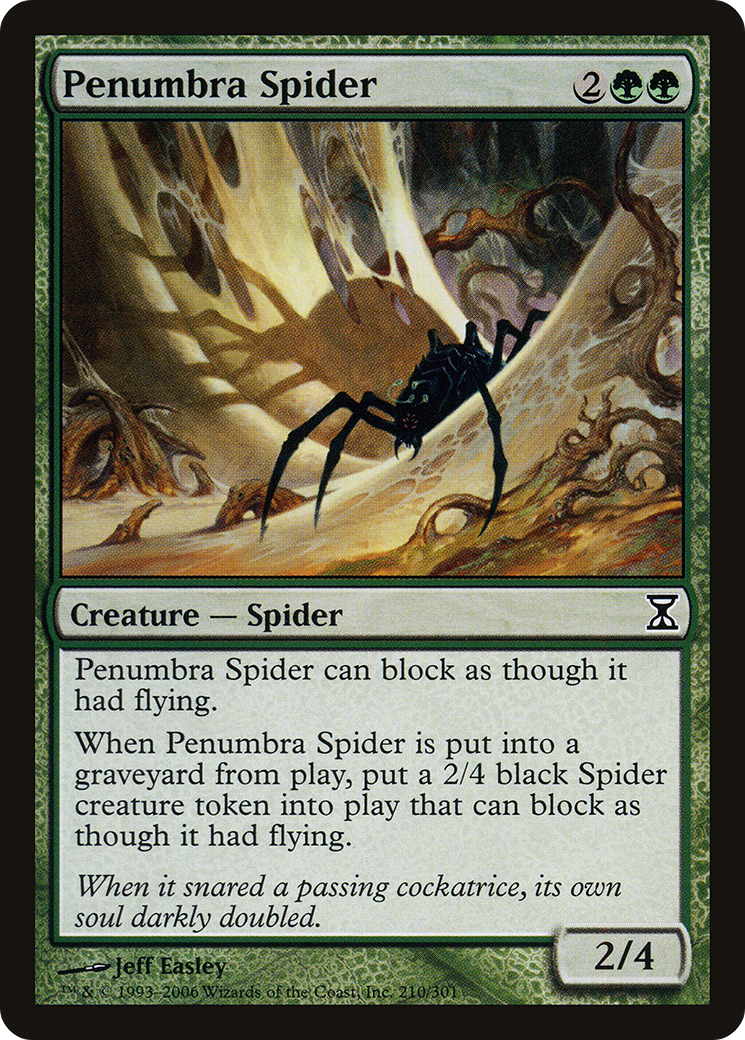 Penumbra Spider 2
Creature — Spider
Penumbra Spider can block as though it
had flying.
When Penumbra Spider is put into a
graveyard from play, put a 2/4 black Spider
creature token into play that can block as
though it had flying.
When it snared a passing cockatrice, its own
soul darkly doubled.
2/4
Jeff Easley
™ & © 1993–2006 Wizards of the Coast, Inc. 210/301